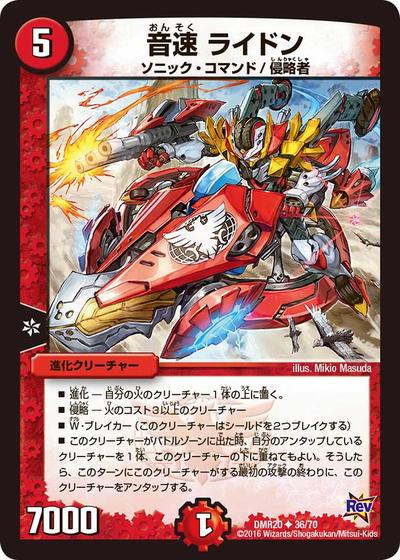 5
おんそく
音速 ライドン
しんりゃくしゃ
ソニック・コマンド/侵略者
illus. Mikio Masuda
進化クリーチャー
■ 進化−自分の火のクリーチャー1体の上に置く。
■ 侵略−火のコスト3以上のクリーチャー
■ W・ブレイカー(このクリーチャーはシールドを2つブレイクする)
■ このクリーチャーがバトルゾーンに出た時、自分のアンタップしている
クリーチャーを1体、このクリーチャーの下に重ねてもよい。そうした
ら、このターンにこのクリーチャーがする最初の攻撃の終わりに、この
クリーチャーをアンタップする。
7000
1
DMR20 ◆ 36/70
©2016 Wizards/Shogakukan/Mitsui-Kids
Rev